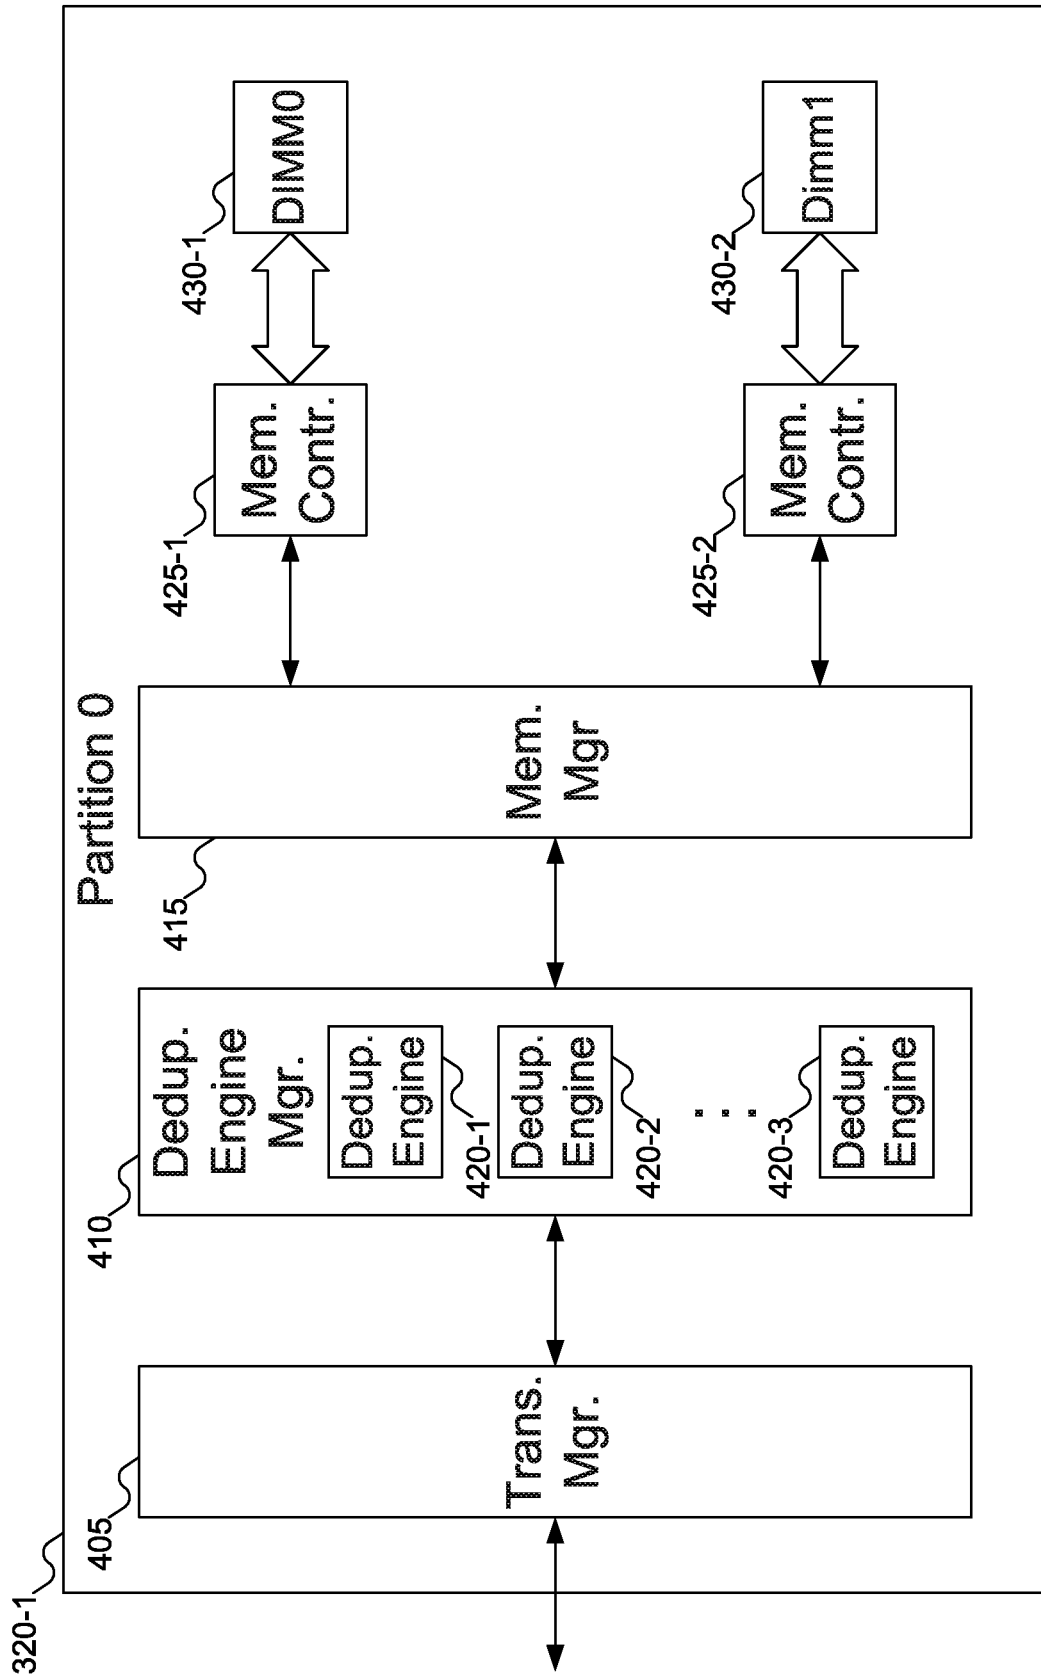 320-1
Partition 0
405
Trans.
Mgr.
410
Dedup.
Engine
Mgr.
Dedup.
Engine
420-1
Dedup.
Engine
420-2
. . .
420-3
Dedup.
Engine
415
Mem.
Mgr
425-1
Mem.
Contr.
430-1
DIMM0
425-2
Mem.
Contr.
430-2
Dimm1